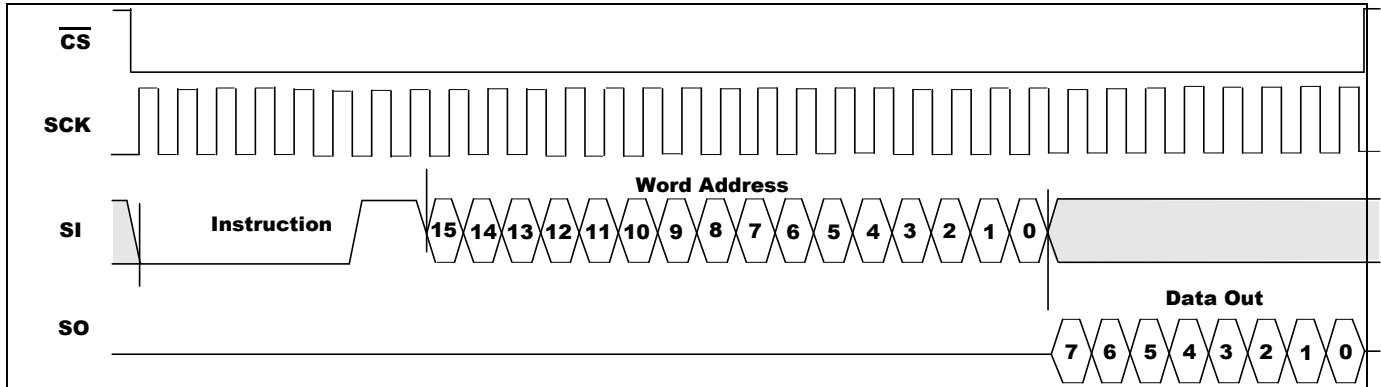 CS
SCK
Word Address
SI Instruction 15 14 13 12 11 10 9 8 7 6 5 4 3 2 1 0
Data Out
SO 7 6 5 4 3 2 1 0